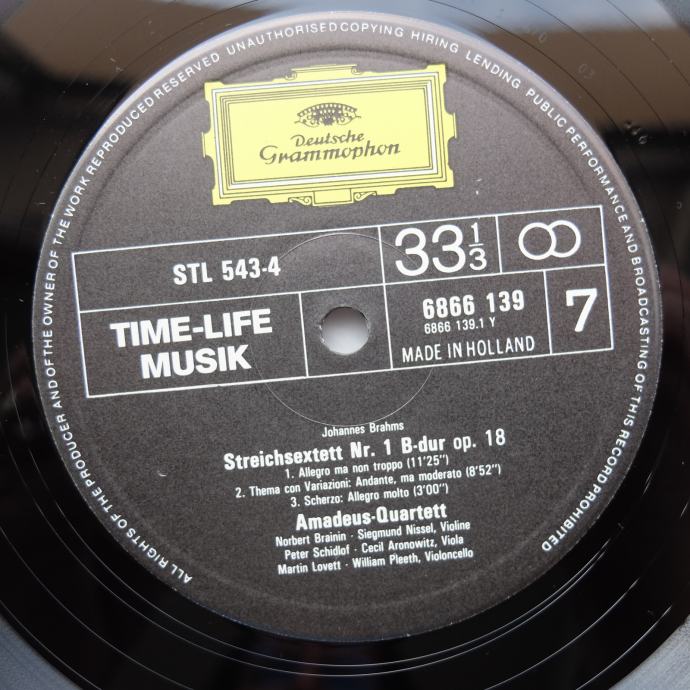 ALL RIGHTS OF THE PRODUCER AND OF THE OWNER OF THE WORK REPRODUCED RESERVED UNAUTHORISED COPYING HIRING LENDING PUBLIC PERFORMANCE AND BROADCASTING OF THIS RECORD PROHIBITED
Deutsche
Grammophon
STL 543-4
33 1/3
TIME-LIFE
MUSIK
6866 139
6866 139.1 Y
MADE IN HOLLAND
7
Johannes Brahms
Streichsextett Nr. 1 B-dur op. 18
1. Allegro ma non troppo (11'25")
2. Thema con Variazioni: Andante, ma moderato (8'52")
3. Scherzo: Allegro molto (3'00")
Amadeus-Quartett
Norbert Brainin · Siegmund Nissel, Violine
Peter Schidlof · Cecil Aronowitz, Viola
Martin Lovett · William Pleeth, Violoncello